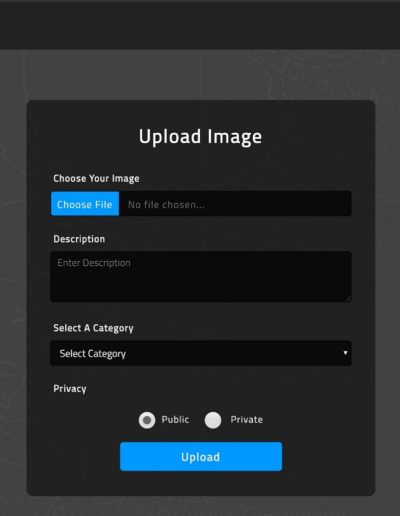 Upload Image
Choose Your Image
Choose File No file chosen...
Description
Enter Description
Select A Category
Select Category
Privacy
Public Private
Upload